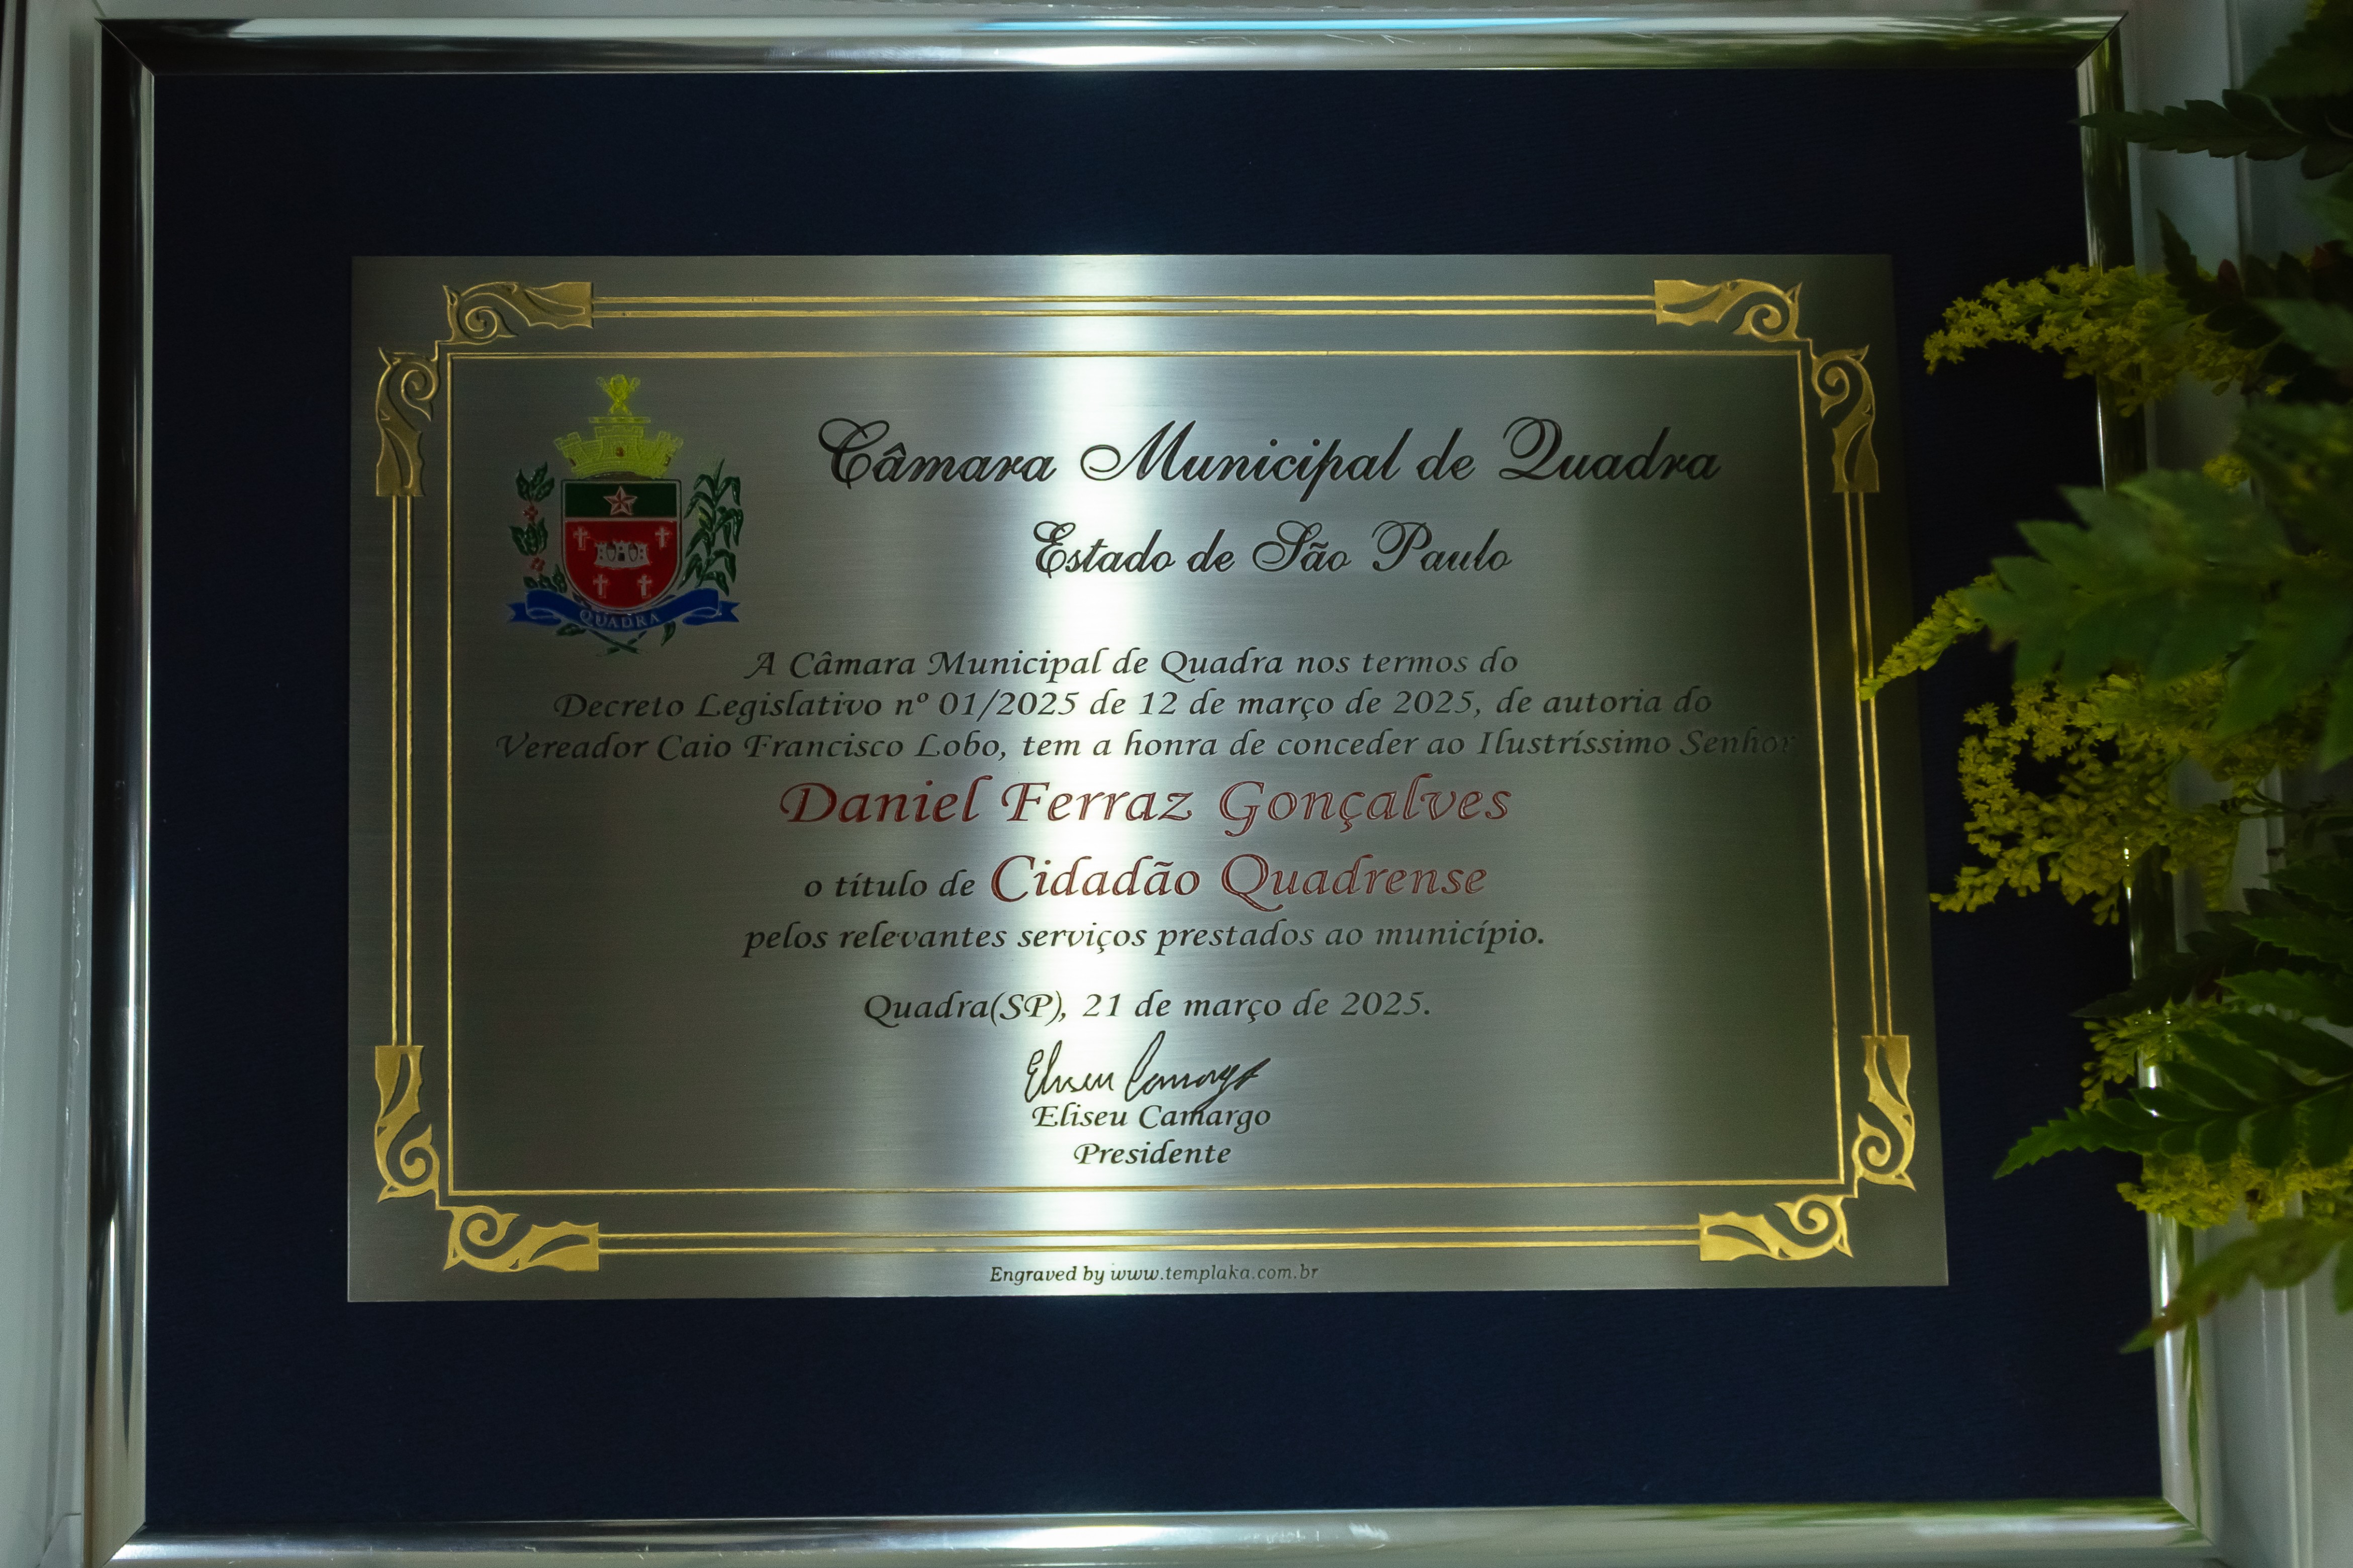 Câmara Municipal de Quadra
Estado de São Paulo
QUADRA
A Câmara Municipal de Quadra nos termos do
Decreto Legislativo nº 01/2025 de 12 de março de 2025, de autoria do
Vereador Caio Francisco Lobo, tem a honra de conceder ao Ilustríssimo Senhor
Daniel Ferraz Gonçalves
o título de Cidadão Quadrense
pelos relevantes serviços prestados ao município.
Quadra(SP), 21 de março de 2025.
Eliseu Camargo
Eliseu Camargo
Presidente
Engraved by www.templaka.com.br